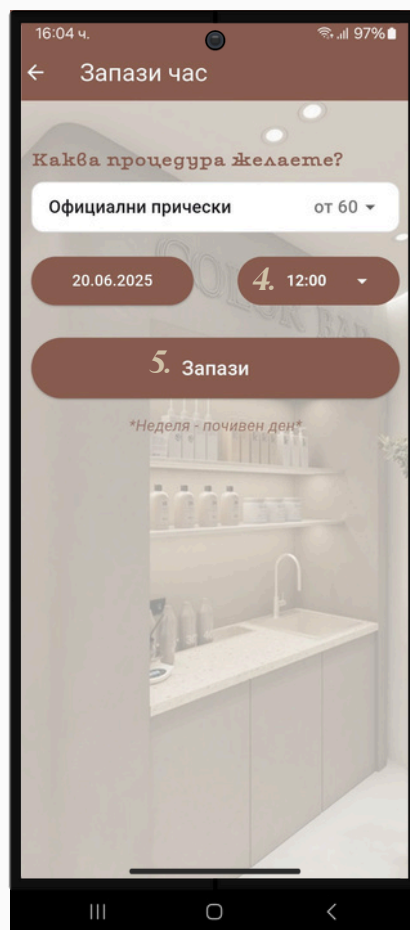 16:04 ч. 97%
Запази час
Каква процедура желаете?
Официални прически от 60
20.06.2025 4. 12:00
5. Запази
*Неделя - почивен ден*